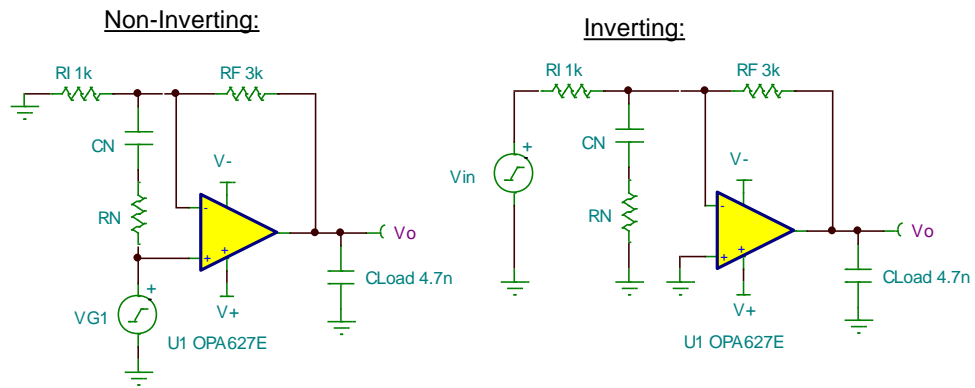 Non-Inverting:
RI 1k
RF 3k
CN
V-
RN
-
+
+
Vo
+
VG1
V+
CLoad 4.7n
U1 OPA627E
Inverting:
RI 1k
RF 3k
CN
V-
+
Vin
RN
-
+
+
Vo
CLoad 4.7n
V+
U1 OPA627E